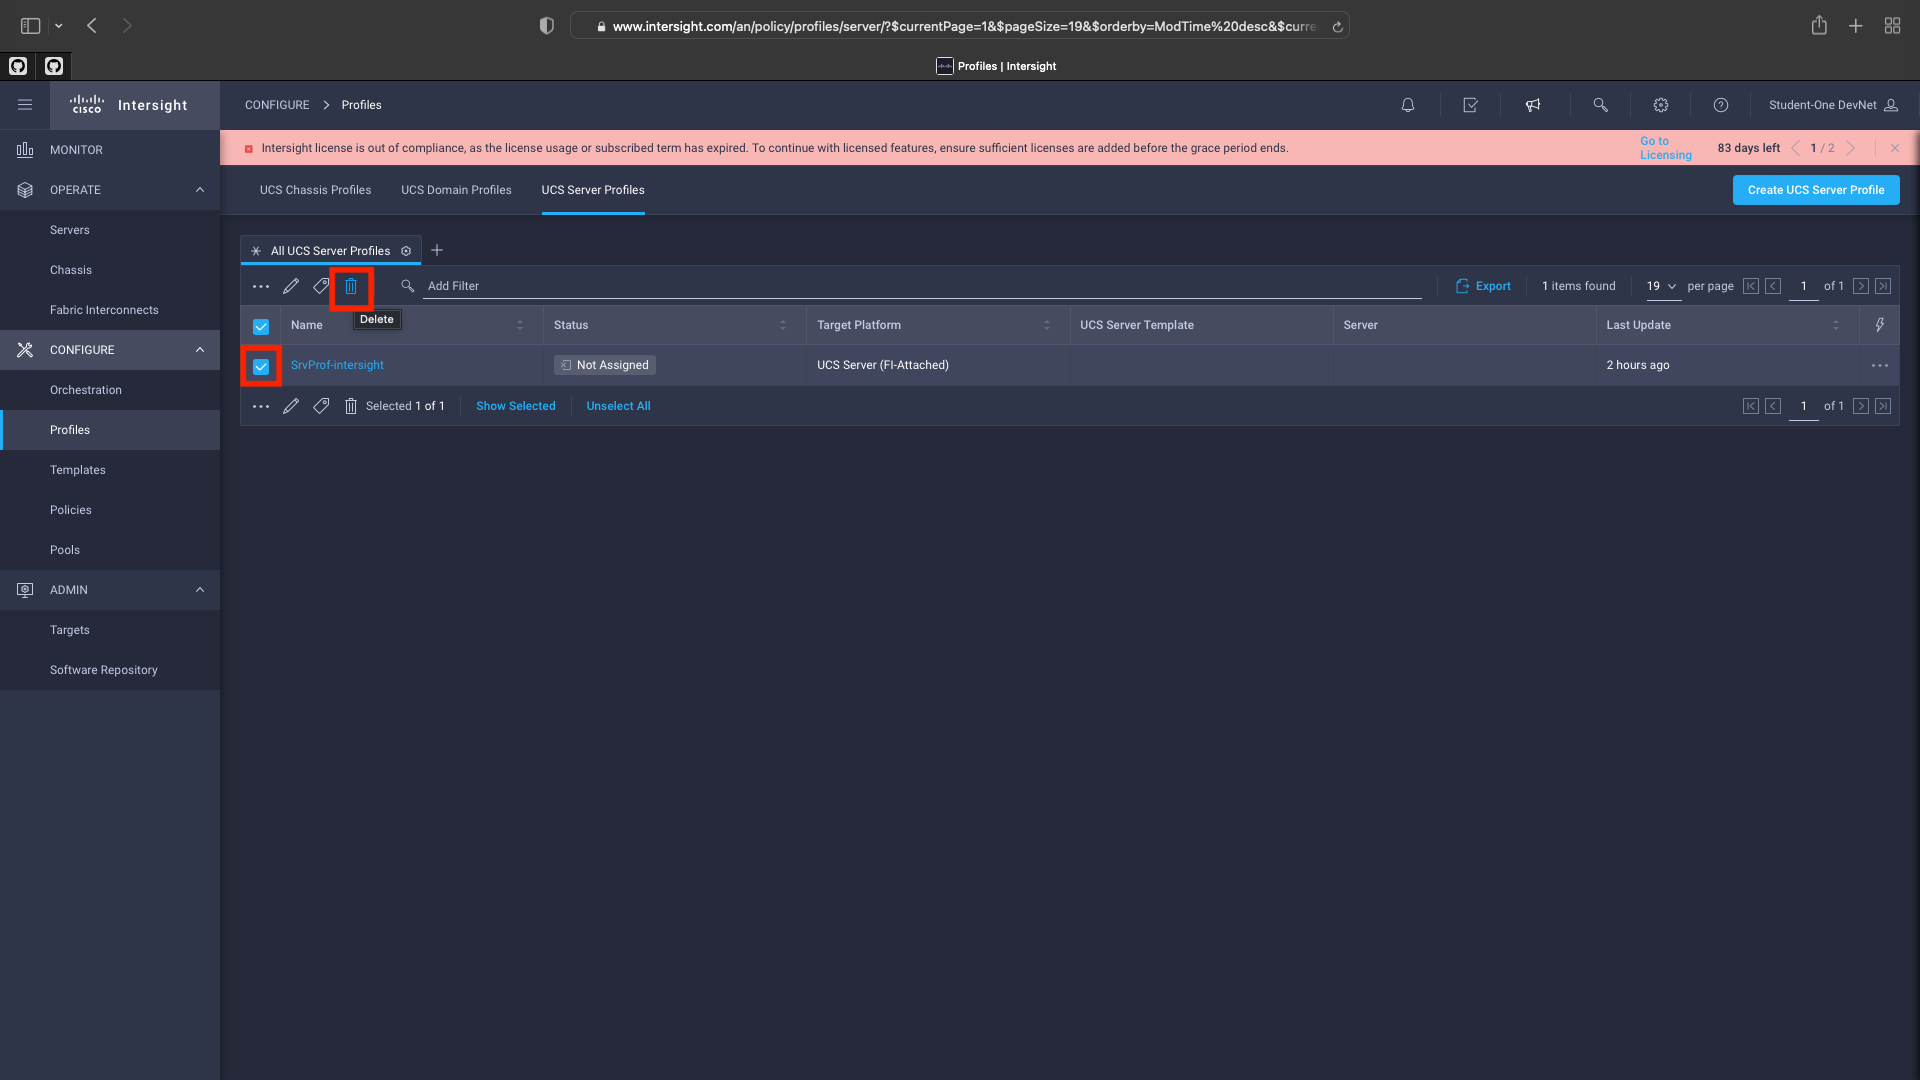 www.intersight.com/an/policy/profiles/server/?$currentPage=1&$pageSize=19&$orderby=ModTime%20desc&$curre
Profiles | Intersight
CISCO Intersight
CONFIGURE > Profiles
Student-One DevNet
Intersight license is out of compliance, as the license usage or subscribed term has expired. To continue with licensed features, ensure sufficient licenses are added before the grace period ends.
Go to
Licensing
83 days left 1 / 2
MONITOR
OPERATE
Servers
Chassis
Fabric Interconnects
CONFIGURE
Orchestration
Profiles
Templates
Policies
Pools
ADMIN
Targets
Software Repository
UCS Chassis Profiles UCS Domain Profiles UCS Server Profiles
Create UCS Server Profile
All UCS Server Profiles
Add Filter
Export 1 items found 19 per page 1 of 1
Delete
Name Status Target Platform UCS Server Template Server Last Update
SrvProf-intersight Not Assigned UCS Server (FI-Attached) 2 hours ago
Selected 1 of 1 Show Selected Unselect All 1 of 1